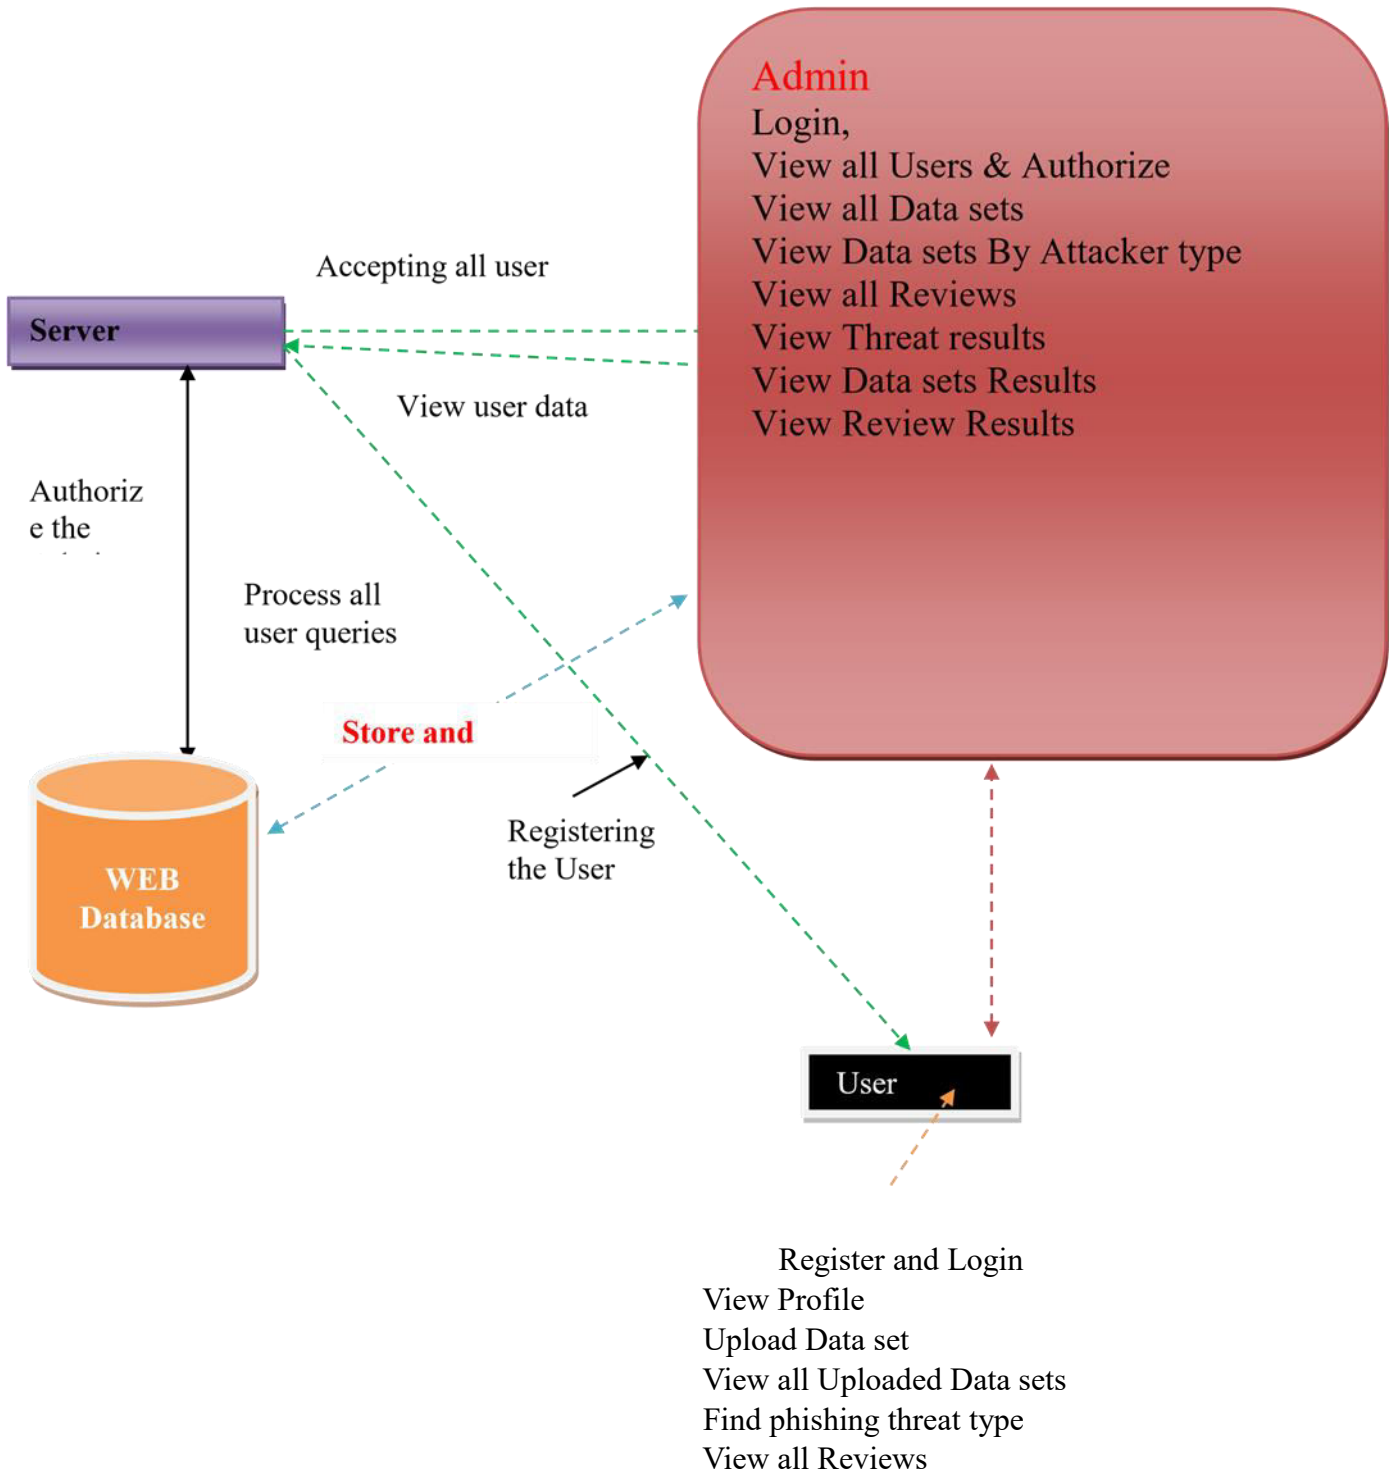 Admin
Login,
View all Users & Authorize
View all Data sets
View Data sets By Attacker type
View all Reviews
View Threat results
View Data sets Results
View Review Results
Accepting all user
Server
View user data
Authoriz
e the
Process all
user queries
Store and
Registering
the User
WEB
Database
User
Register and Login
View Profile
Upload Data set
View all Uploaded Data sets
Find phishing threat type
View all Reviews